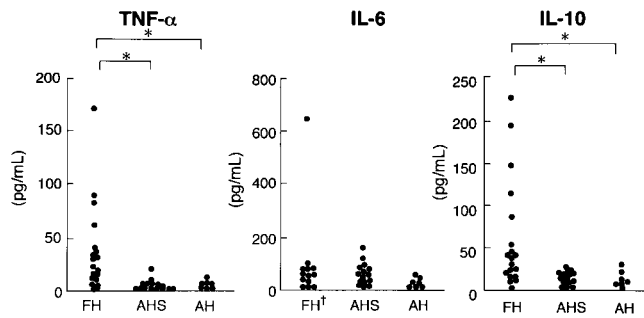 TNF-α IL-6 IL-10
* * *
* *
200 800 250
150 600 200
100 400 150
50 200 100
0 0 50
0
(pg/mL) (pg/mL) (pg/mL)
FH AHS AH FH† AHS AH FH AHS AH